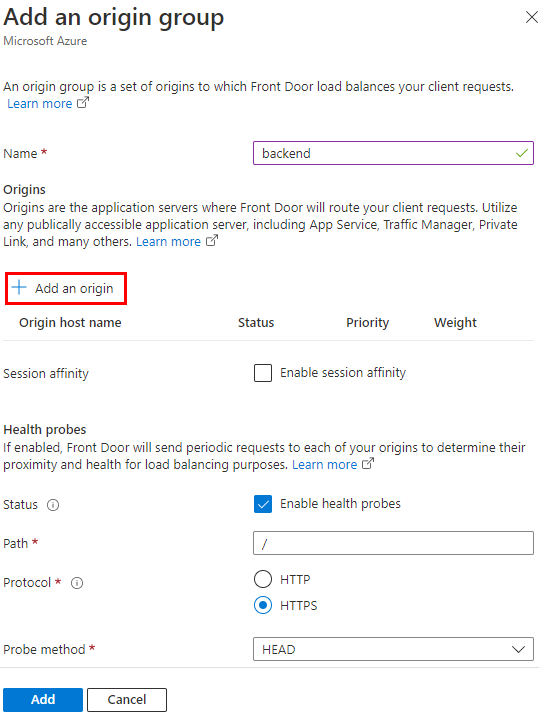 Add an origin group
Microsoft Azure
An origin group is a set of origins to which Front Door load balances your client requests.
Learn more
Name *
backend
Origins
Origins are the application servers where Front Door will route your client requests. Utilize
any publically accessible application server, including App Service, Traffic Manager, Private
Link, and many others. Learn more
Add an origin
Origin host name Status Priority Weight
Session affinity
Enable session affinity
Health probes
If enabled, Front Door will send periodic requests to each of your origins to determine their
proximity and health for load balancing purposes. Learn more
Status
Enable health probes
Path *
/
Protocol *
HTTP
HTTPS
Probe method *
HEAD
Add
Cancel